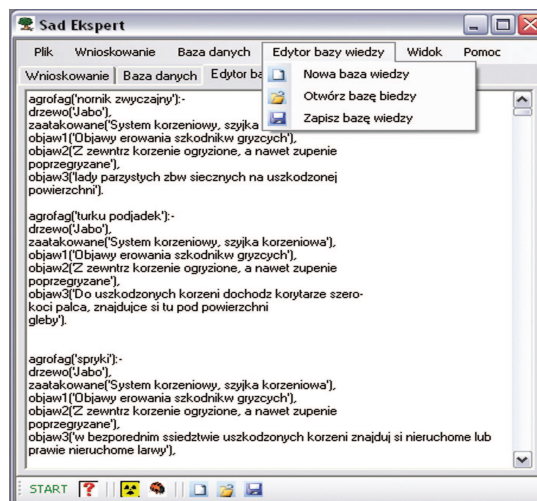 Sad Ekspert
Plik Wnioskowanie Baza danych Edytor bazy wiedzy Widok Pomoc
Wnioskowanie Baza danych Edytor ba
Nowa baza wiedzy
Otwórz bazę biedzy
Zapisz bazę wiedzy
agrofag('nornik zwyczajny'):-
drzewo('Jabo'),
zaatakowane('System korzeniowy, szyjka
objaw1('Objawy erowania szkodnikw gryzcych'),
objaw2('Z zewntrz korzenie ogryzione, a nawet zupenie
poprzegryzane'),
objaw3('lady parzystych zbw siecznych na uszkodzonej
powierzchni').
agrofag('turku podjadek'):-
drzewo('Jabo'),
zaatakowane('System korzeniowy, szyjka korzeniowa'),
objaw1('Objawy erowania szkodnikw gryzcych'),
objaw2('Z zewntrz korzenie ogryzione, a nawet zupenie
poprzegryzane'),
objaw3('Do uszkodzonych korzeni dochodz korytarze szero-
koci palca, znajdujce si tu pod powierzchni
gleby').
agrofag('spryki'):-
drzewo('Jabo'),
zaatakowane('System korzeniowy, szyjka korzeniowa'),
objaw1('Objawy erowania szkodnikw gryzcych'),
objaw2('Z zewntrz korzenie ogryzione, a nawet zupenie
poprzegryzane'),
objaw3('w bezporednim ssiedztwie uszkodzonych korzeni znajduj si nieruchome lub
prawie nieruchome larwy'),
START